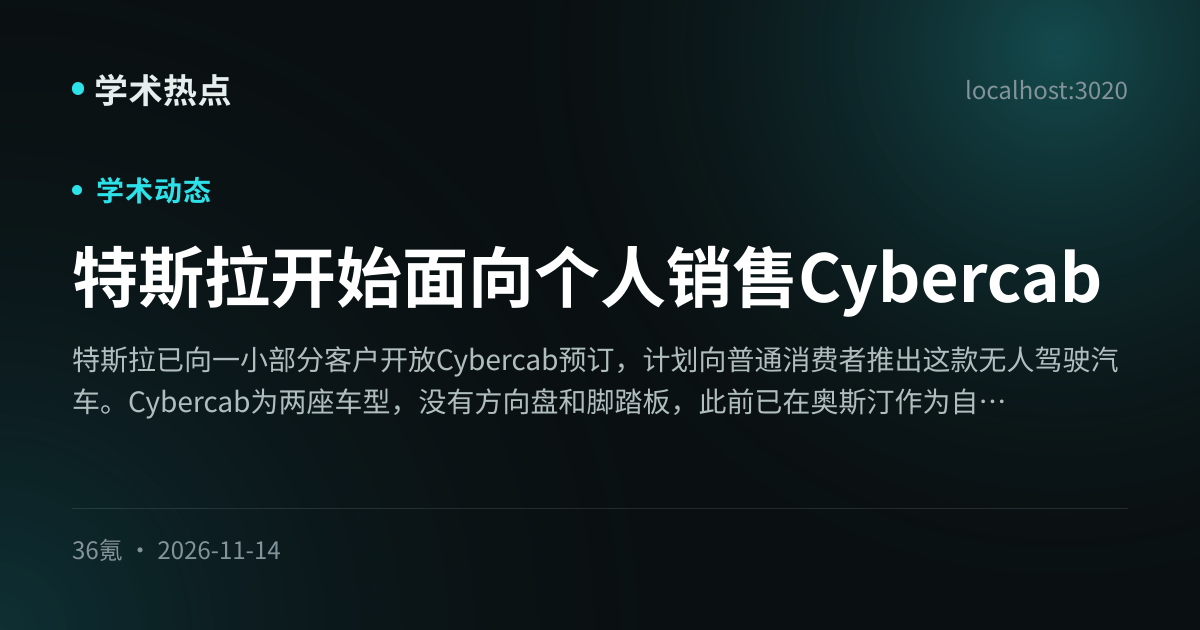 学术热点
localhost:3020
学术动态
特斯拉开始面向个人销售Cybercab
特斯拉已向一小部分客户开放Cybercab预订，计划向普通消费者推出这款无人驾驶汽
车。Cybercab为两座车型，没有方向盘和脚踏板，此前已在奥斯汀作为自…
36氪 · 2026-11-14